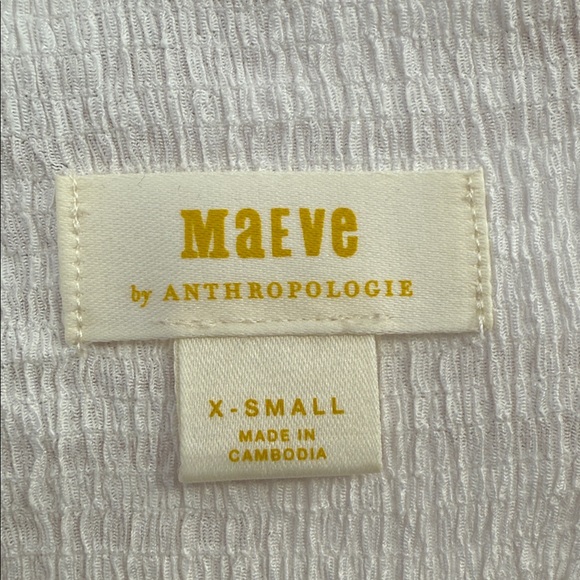 MaEve
by ANTHROPOLOGIE
X-SMALL
MADE IN
CAMBODIA